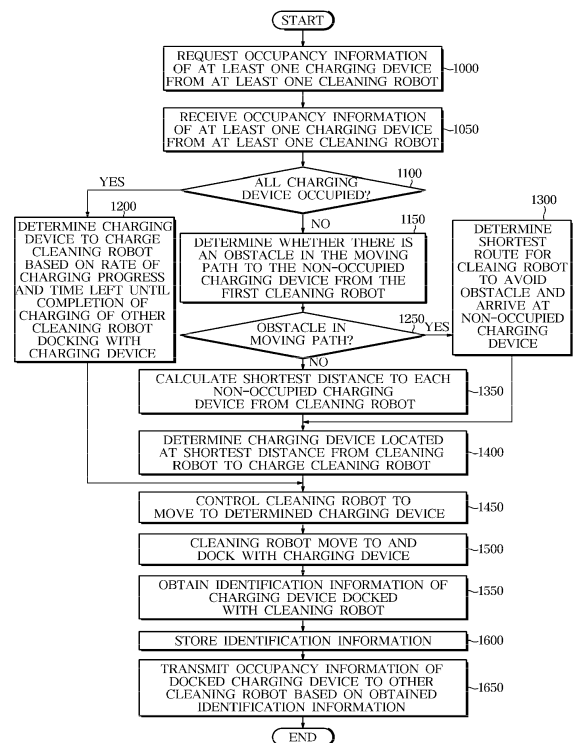 START
REQUEST OCCUPANCY INFORMATION
OF AT LEAST ONE CHARGING DEVICE
FROM AT LEAST ONE CLEANING ROBOT
1000
RECEIVE OCCUPANCY INFORMATION
OF AT LEAST ONE CHARGING DEVICE
FROM AT LEAST ONE CLEANING ROBOT
1050
ALL CHARGING
DEVICE OCCUPIED?
1100
YES
NO
1200
DETERMINE CHARGING
DEVICE TO CHARGE
CLEANING ROBOT
BASED ON RATE OF
CHARGING PROGRESS
AND TIME LEFT UNTIL
COMPLETION OF
CHARGING OF OTHER
CLEANING ROBOT
DOCKING WITH
CHARGING DEVICE
1150
DETERMINE WHETHER THERE IS
AN OBSTACLE IN THE MOVING
PATH TO THE NON-OCCUPIED
CHARGING DEVICE FROM THE
FIRST CLEANING ROBOT
1300
DETERMINE
SHORTEST
ROUTE FOR
CLEAING ROBOT
TO AVOID
OBSTACLE AND
ARRIVE AT
NON-OCCUPIED
CHARGING
DEVICE
OBSTACLE IN
MOVING PATH?
1250
YES
NO
CALCULATE SHORTEST DISTANCE TO EACH
NON-OCCUPIED CHARGING
DEVICE FROM CLEANING ROBOT
1350
DETERMINE CHARGING DEVICE LOCATED
AT SHORTEST DISTANCE FROM CLEANING
ROBOT TO CHARGE CLEANING ROBOT
1400
CONTROL CLEANING ROBOT TO
MOVE TO DETERMINED CHARGING DEVICE
1450
CLEANING ROBOT MOVE TO AND
DOCK WITH CHARGING DEVICE
1500
OBTAIN IDENTIFICATION INFORMATION OF
CHARGING DEVICE DOCKED
WITH CLEANING ROBOT
1550
STORE IDENTIFICATION INFORMATION
1600
TRANSMIT OCCUPANCY INFORMATION OF
DOCKED CHARGING DEVICE TO OTHER
CLEANING ROBOT BASED ON OBTAINED
IDENTIFICATION INFORMATION
1650
END